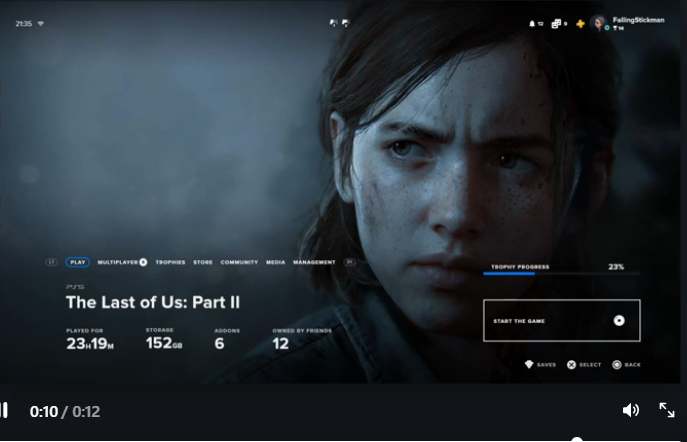 21:35
12
9
FallingStickman
14
L1 PLAY MULTIPLAYER 4 TROPHIES STORE COMMUNITY MEDIA MANAGEMENT R1
TROPHY PROGRESS 23%
PS5
The Last of Us: Part II
START THE GAME
PLAYED FOR STORAGE ADDONS OWNED BY FRIENDS
23H19M 152GB 6 12
SAVES SELECT BACK
0:10 / 0:12